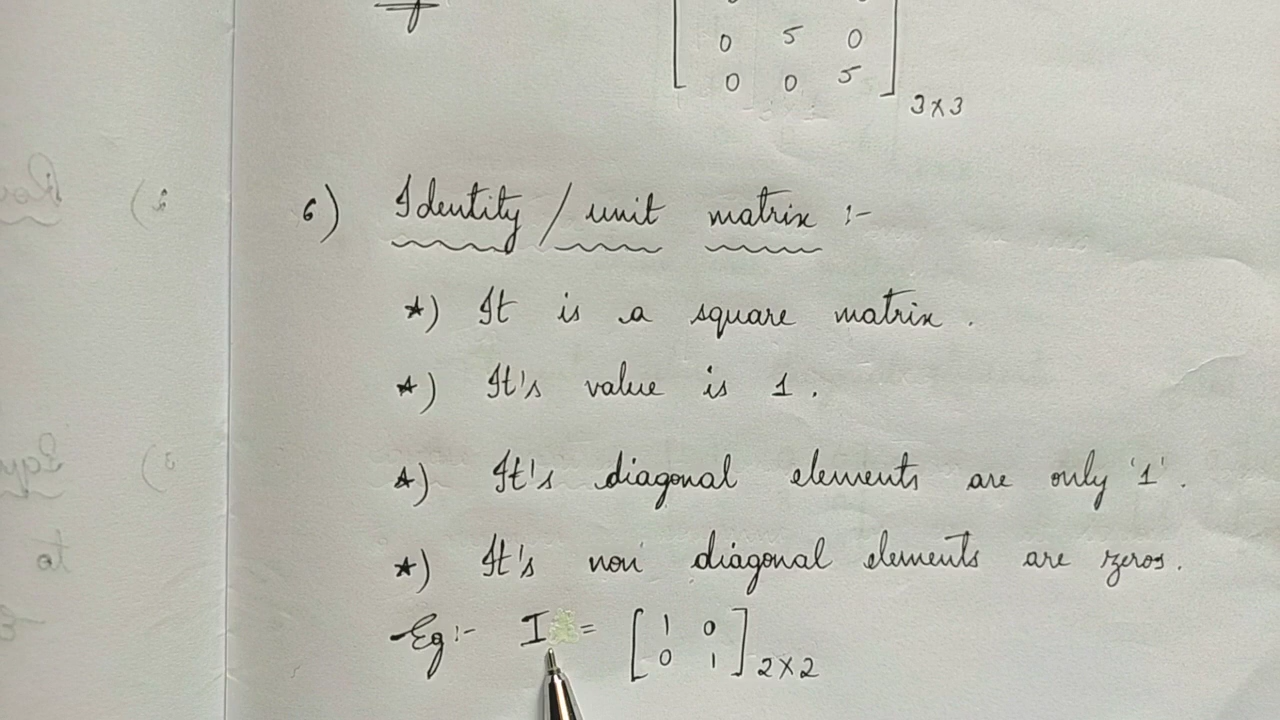 0 5 0
0 0 5
3×3
6) Identity / unit matrix :-
★) It is a square matrix.
★) It's value is 1.
★) It's diagonal elements are only '1'.
★) It's non diagonal elements are zeros.
Eg:- I = [1 0
0 1] 2×2